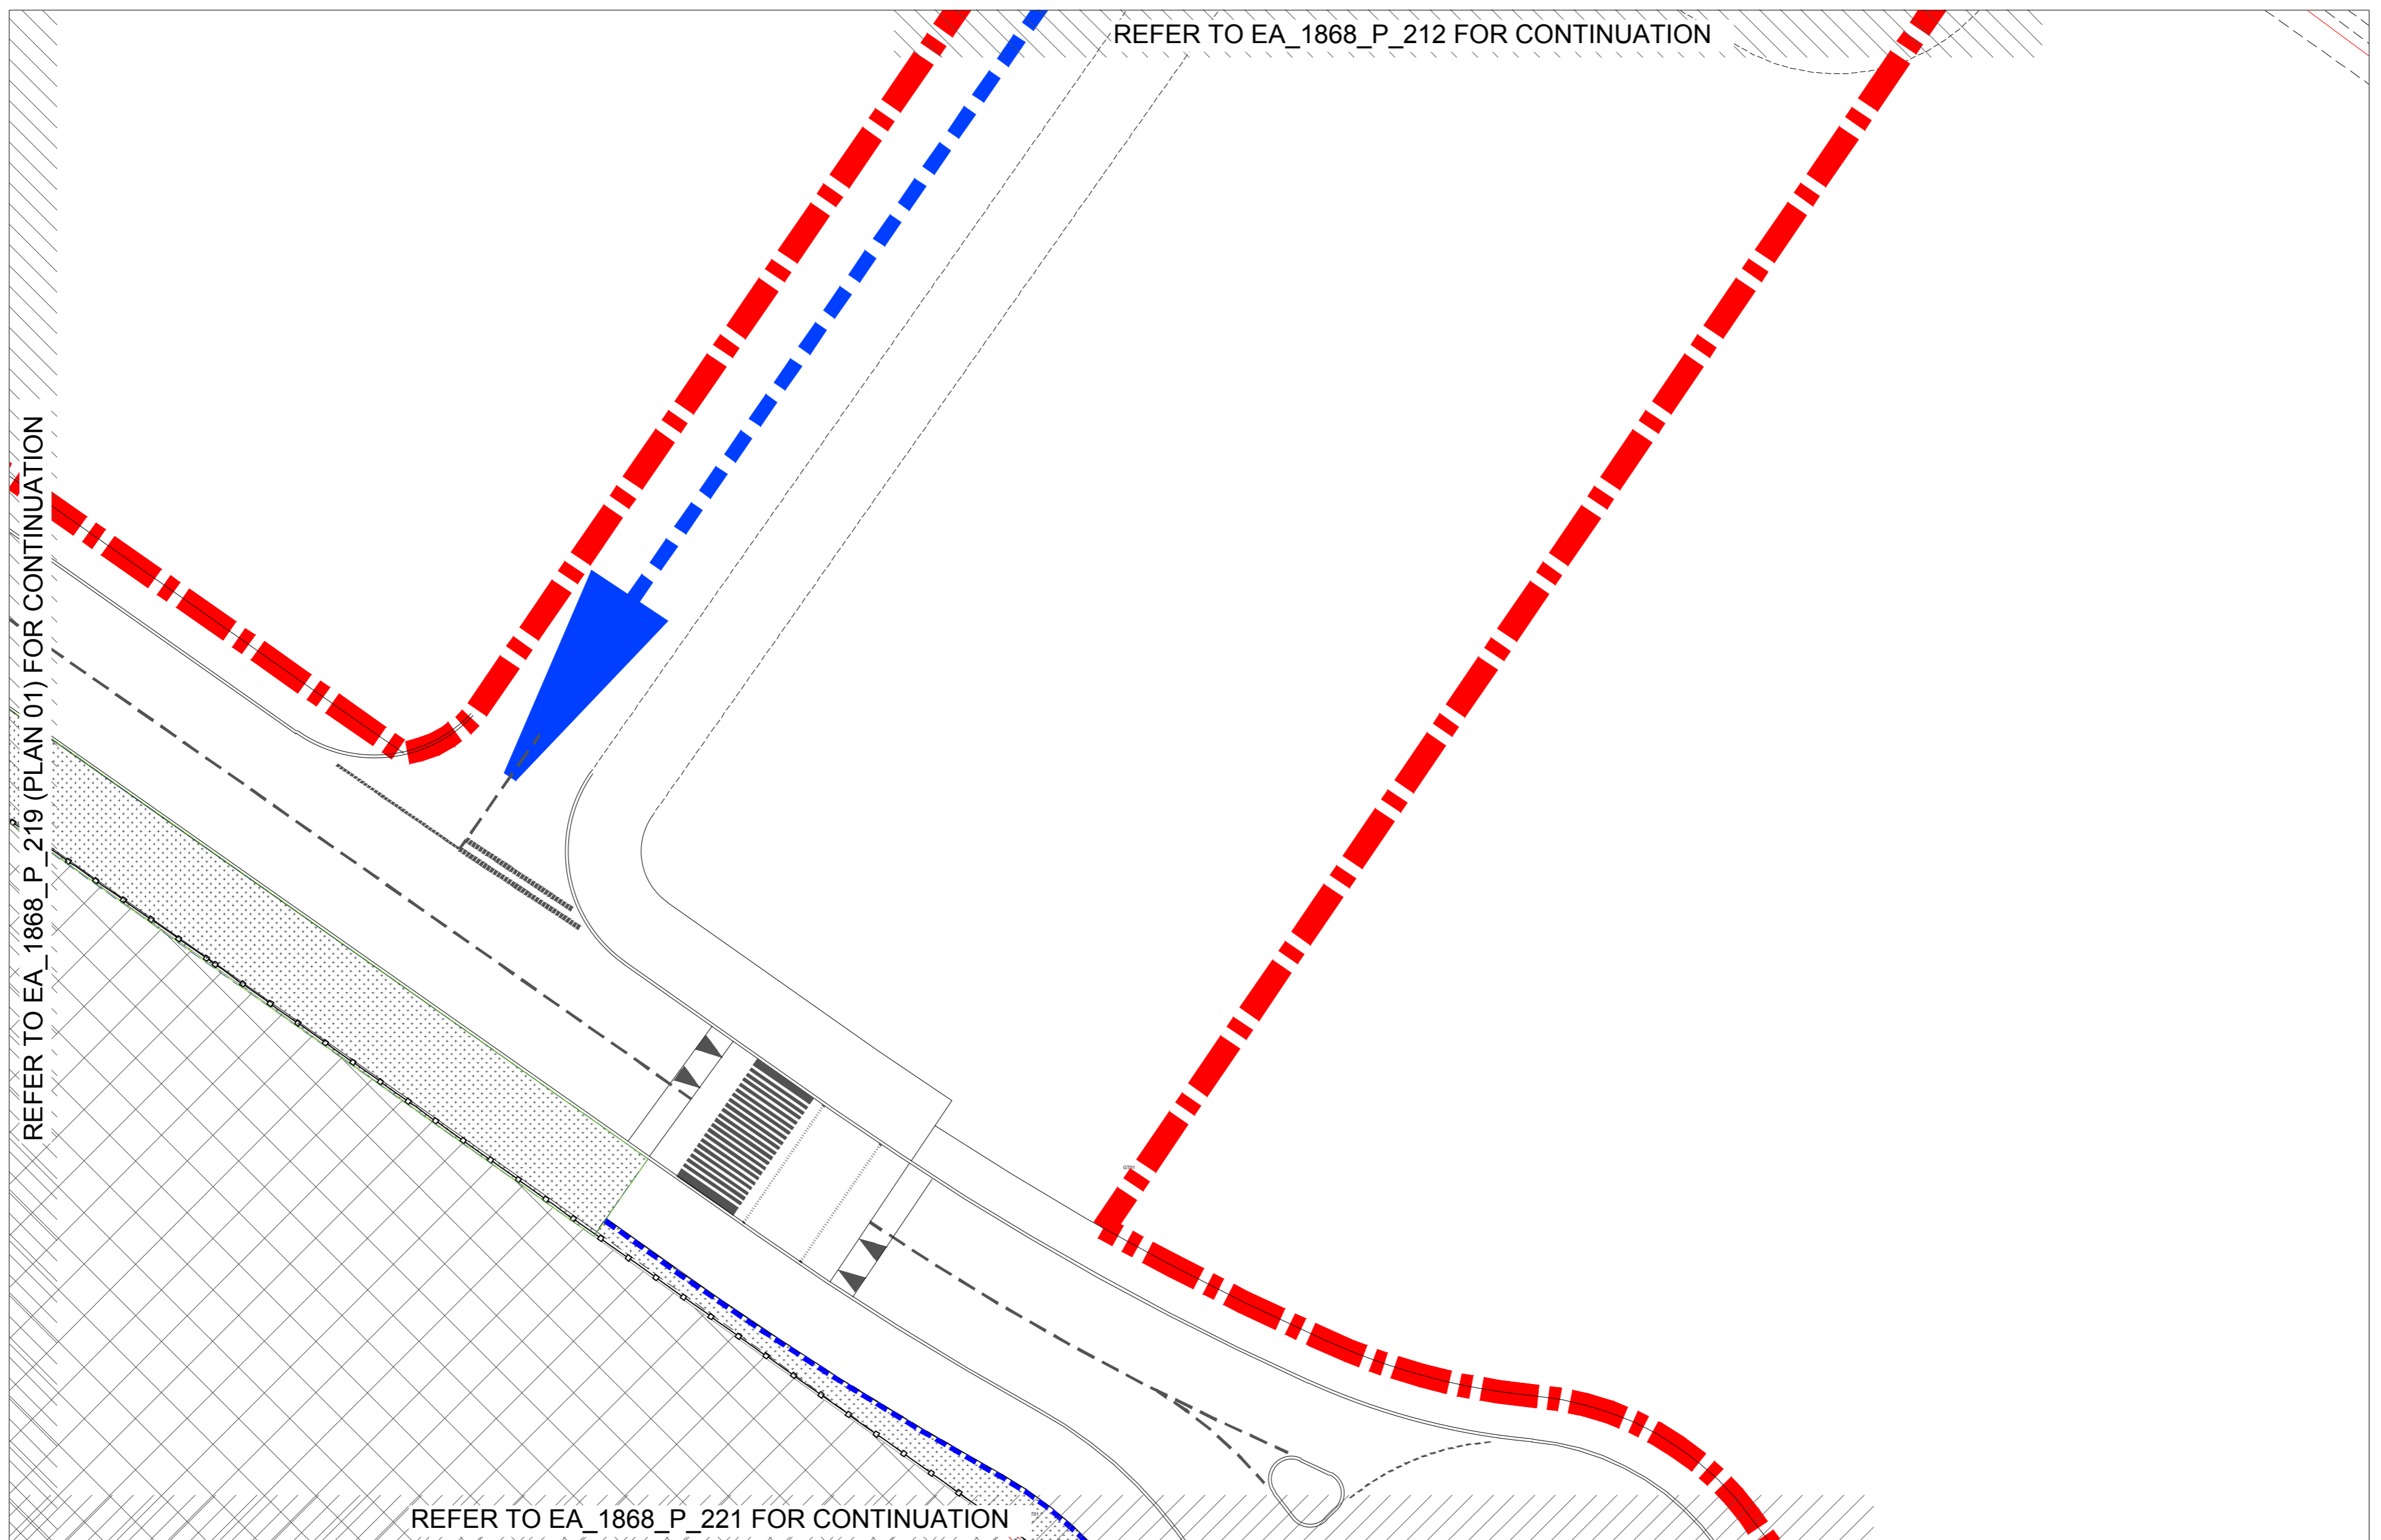 REFER TO EA_1868_P_212 FOR CONTINUATION
REFER TO EA_1868_P_219 (PLAN 01) FOR CONTINUATION
REFER TO EA_1868_P_221 FOR CONTINUATION